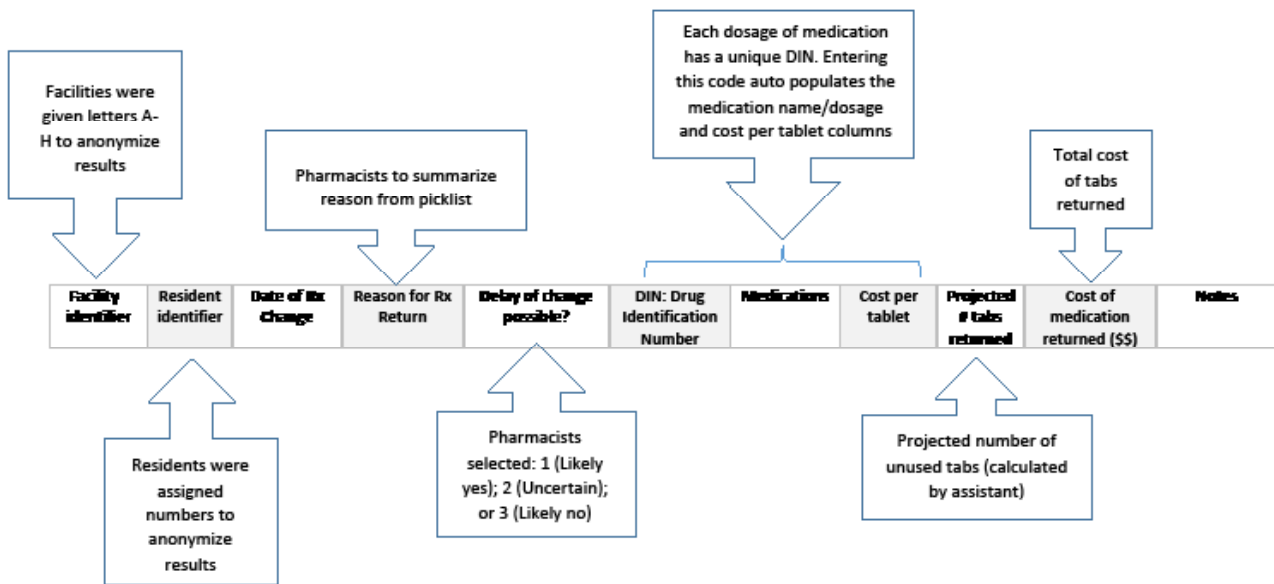 Each dosage of medication
has a unique DIN. Entering
this code auto populates the
medication name/dosage
and cost per tablet columns
Facilities were
given letters A-
H to anonymize
results
Pharmacists to summarize
reason from picklist
Total cost
of tabs
returned
Facility
identifier
Resident
identifier
Date of Rx
Change
Reason for Rx
Return
Delay of change
possible?
DIN: Drug
Identification
Number
Medications
Cost per
tablet
Projected
# tabs
returned
Cost of
medication
returned ($$)
Notes
Residents were
assigned
numbers to
anonymize
results
Pharmacists
selected: 1 (Likely
yes); 2 (Uncertain);
or 3 (Likely no)
Projected number of
unused tabs (calculated
by assistant)